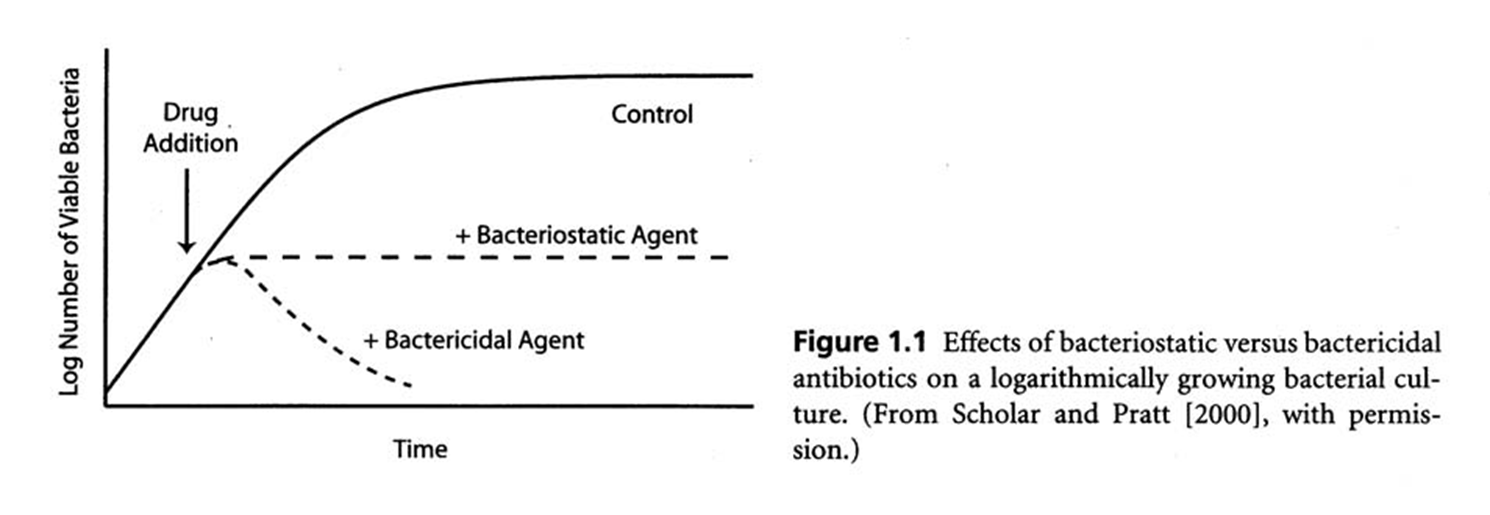 Log Number of Viable Bacteria
Drug
Addition
Control
+ Bacteriostatic Agent
+ Bactericidal Agent
Time
Figure 1.1 Effects of bacteriostatic versus bactericidal
antibiotics on a logarithmically growing bacterial cul-
ture. (From Scholar and Pratt [2000], with permis-
sion.)